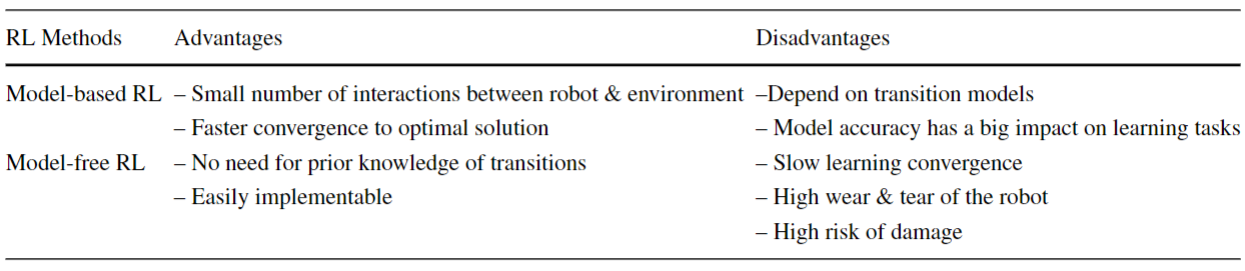 RL Methods Advantages Disadvantages
Model-based RL – Small number of interactions between robot & environment –Depend on transition models
– Faster convergence to optimal solution – Model accuracy has a big impact on learning tasks
Model-free RL – No need for prior knowledge of transitions – Slow learning convergence
– Easily implementable – High wear & tear of the robot
– High risk of damage